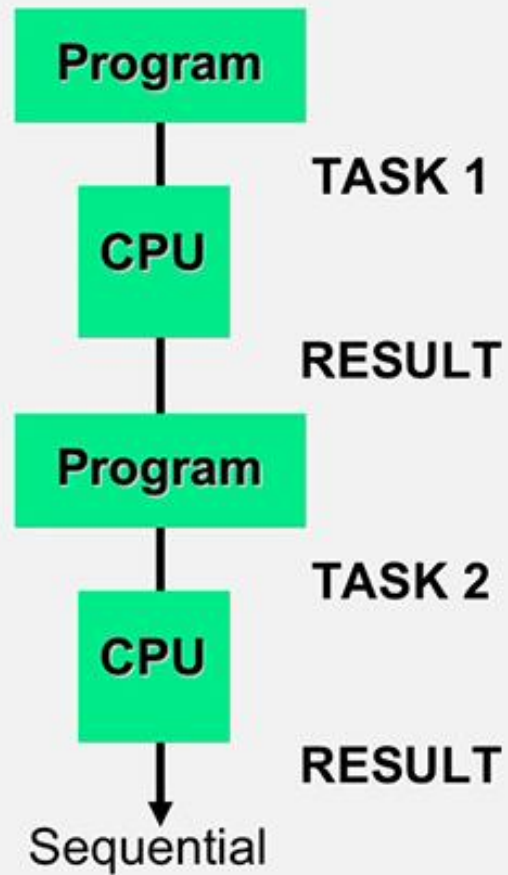 Program
TASK 1
CPU
RESULT
Program
TASK 2
CPU
RESULT
Sequential